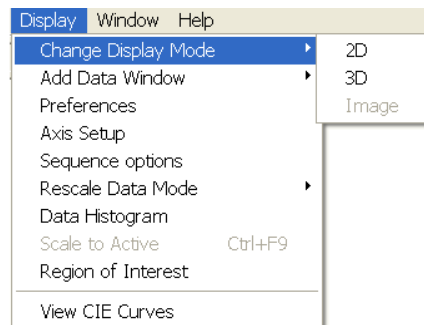 Display Window Help
Change Display Mode
2D
Add Data Window
3D
Preferences
Image
Axis Setup
Sequence options
Rescale Data Mode
Data Histogram
Scale to Active Ctrl+F9
Region of Interest
View CIE Curves